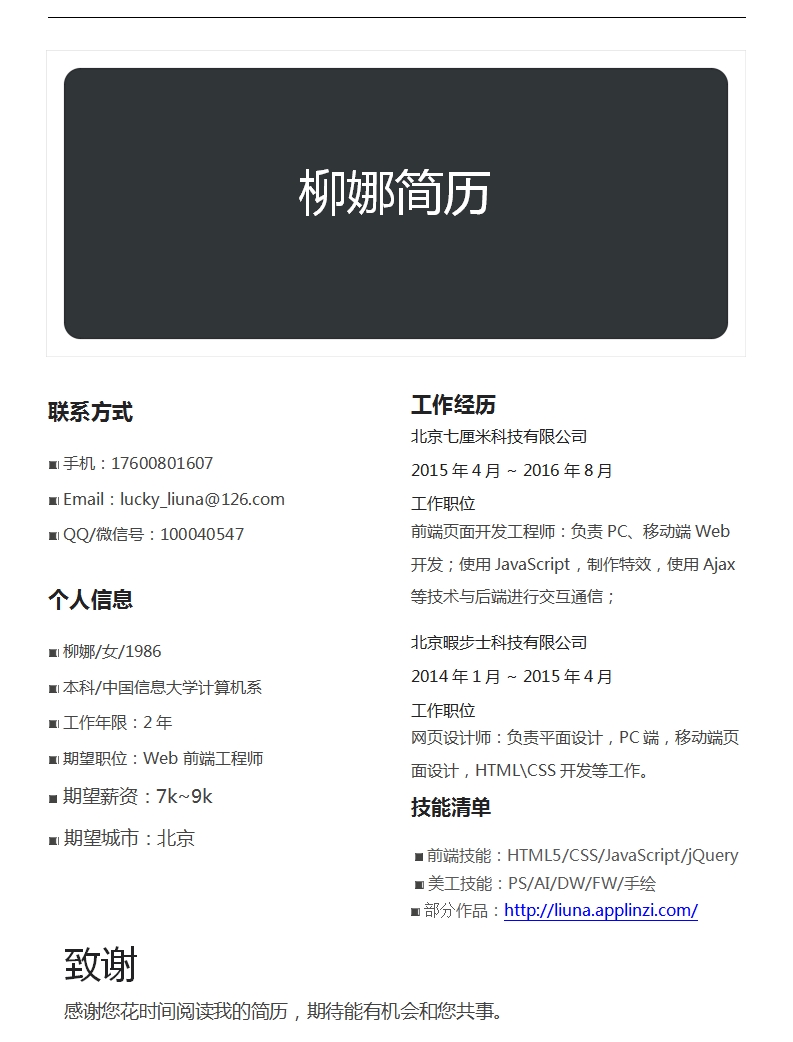 柳娜简历
联系方式
手机：17600801607
Email：lucky_liuna@126.com
QQ/微信号：100040547
个人信息
柳娜/女/1986
本科/中国信息大学计算机系
工作年限：2 年
期望职位：Web 前端工程师
期望薪资：7k~9k
期望城市：北京
工作经历
北京七厘米科技有限公司
2015 年 4 月 ~ 2016 年 8 月
工作职位
前端页面开发工程师：负责 PC、移动端 Web
开发；使用 JavaScript，制作特效，使用 Ajax
等技术与后端进行交互通信；
北京暇步士科技有限公司
2014 年 1 月 ~ 2015 年 4 月
工作职位
网页设计师：负责平面设计，PC 端，移动端页
面设计，HTML\CSS 开发等工作。
技能清单
前端技能：HTML5/CSS/JavaScript/jQuery
美工技能：PS/AI/DW/FW/手绘
部分作品：http://liuna.applinzi.com/
致谢
感谢您花时间阅读我的简历，期待能有机会和您共事。